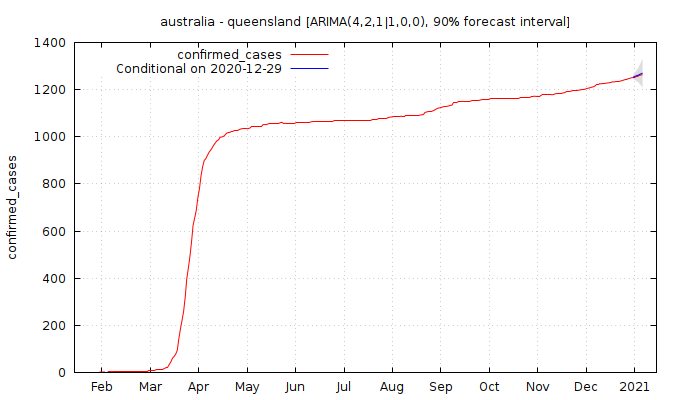 australia - queensland [ARIMA(4,2,1|1,0,0), 90% forecast interval]
confirmed_cases
Conditional on 2020-12-29
1400
1200
1000
800
600
400
200
0
confirmed_cases
Feb Mar Apr May Jun Jul Aug Sep Oct Nov Dec 2021